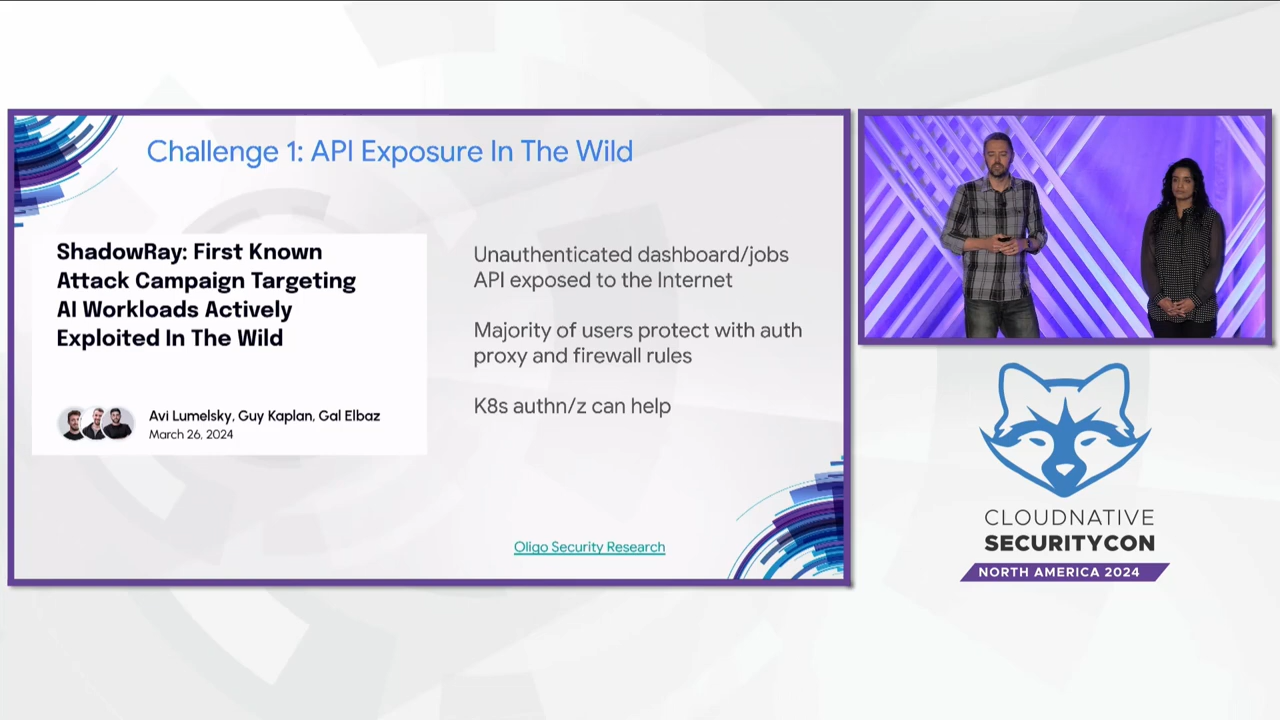 Challenge 1: API Exposure In The Wild
ShadowRay: First Known
Attack Campaign Targeting
AI Workloads Actively
Exploited In The Wild
Avi Lumelsky, Guy Kaplan, Gal Elbaz
March 26, 2024
Unauthenticated dashboard/jobs
API exposed to the Internet
Majority of users protect with auth
proxy and firewall rules
K8s authn/z can help
Oligo Security Research
CLOUDNATIVE
SECURITYCON
NORTH AMERICA 2024